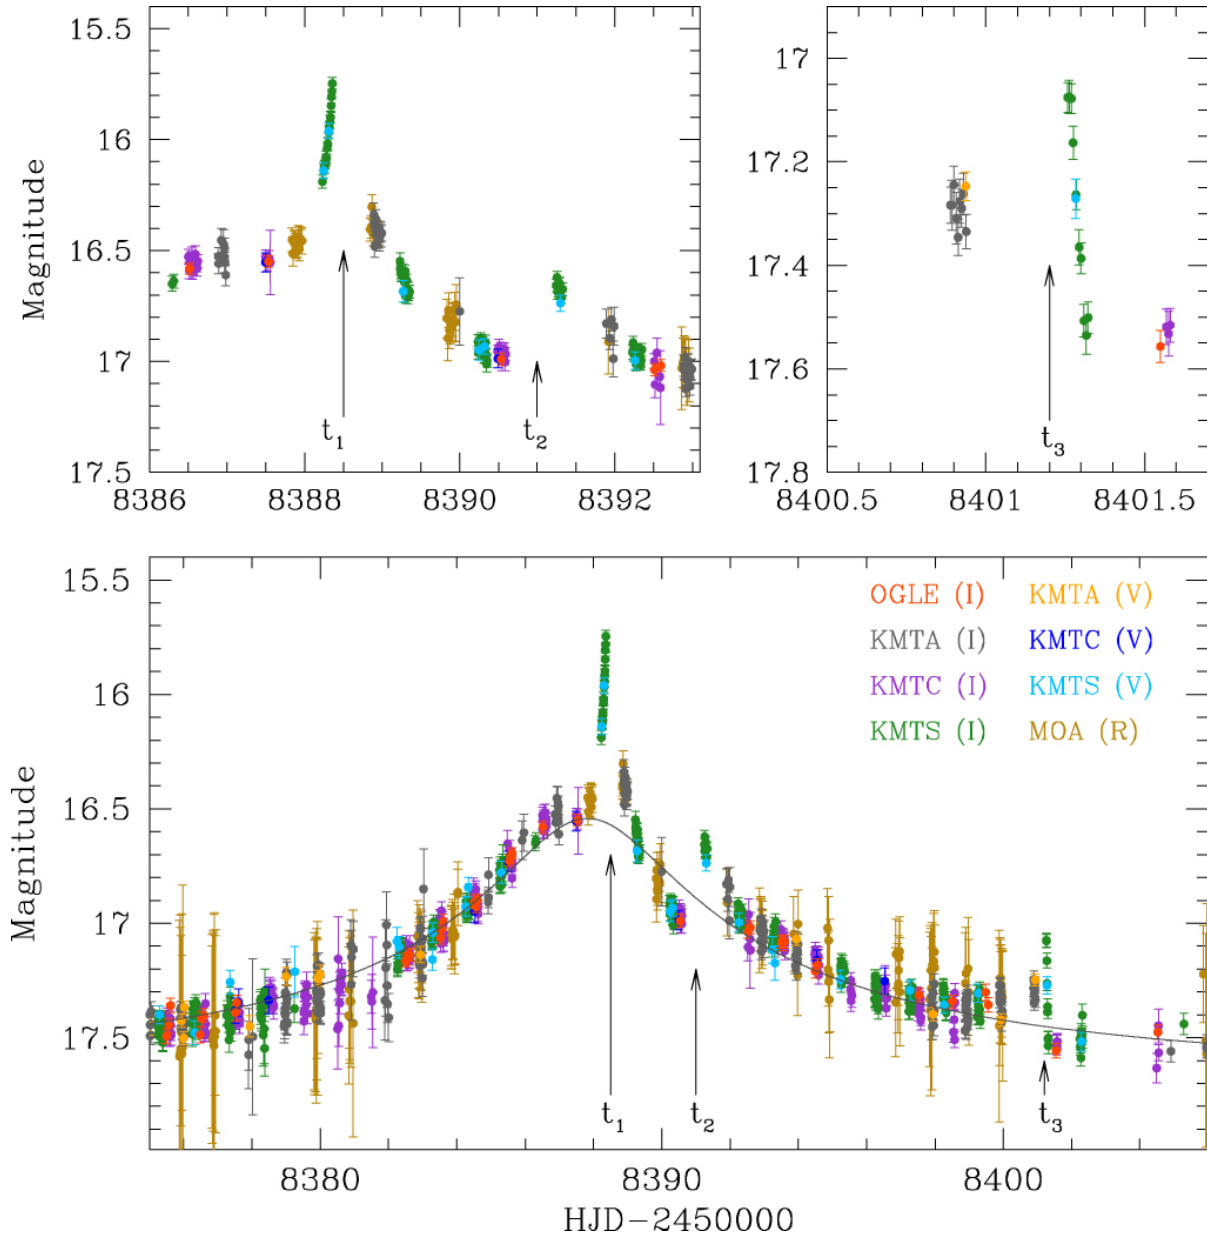 15.5
16
16.5
17
17.5
Magnitude
t1
t2
8386
8388
8390
8392
17
17.2
17.4
17.6
17.8
t3
8400.5
8401
8401.5
15.5
16
16.5
17
17.5
Magnitude
OGLE (I)
KMTA (V)
KMTA (I)
KMTC (V)
KMTC (I)
KMTS (V)
KMTS (I)
MOA (R)
t1
t2
t3
8380
8390
8400
HJD-2450000